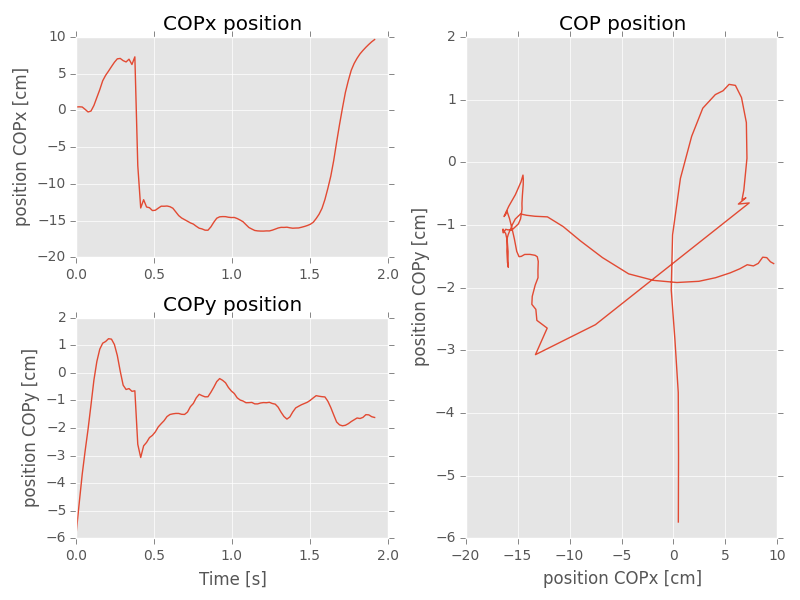 COPx position
position COPx [cm]
10
5
0
−5
−10
−15
−20
0.0 0.5 1.0 1.5 2.0
COPy position
position COPy [cm]
2
1
0
−1
−2
−3
−4
−5
−6
0.0 0.5 1.0 1.5 2.0
Time [s]
COP position
position COPy [cm]
2
1
0
−1
−2
−3
−4
−5
−6
−20 −15 −10 −5 0 5 10
position COPx [cm]